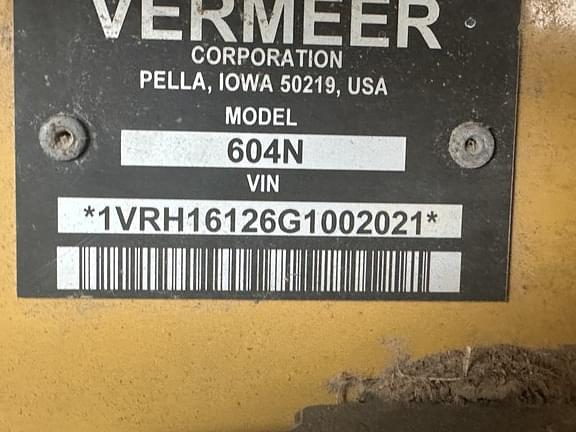 VERMEER
CORPORATION
PELLA, IOWA 50219, USA
MODEL
604N
VIN
*1VRH16126G1002021*